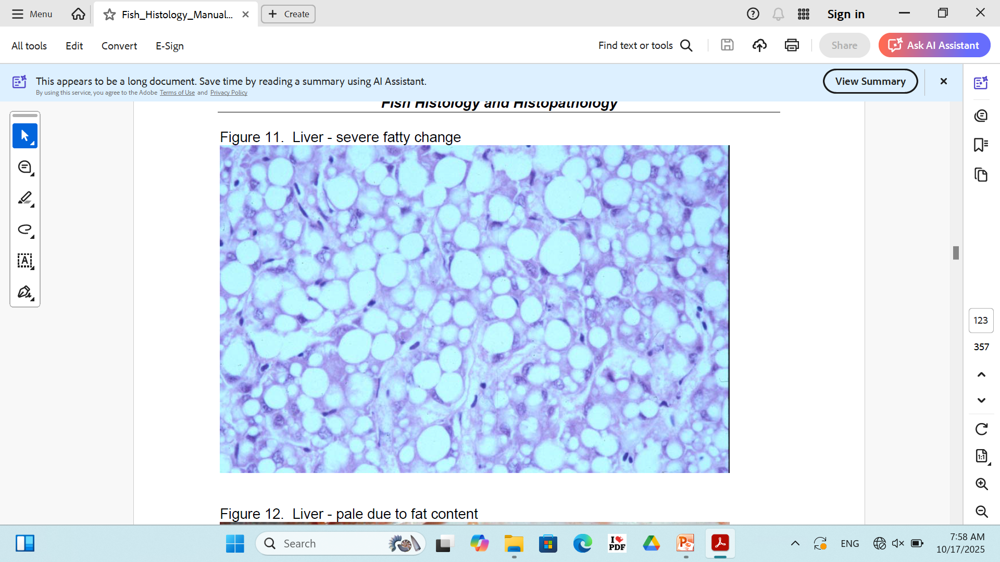 Menu
Fish_Histology_Manual...
Create
Sign in
All tools
Edit
Convert
E-Sign
Find text or tools
Share
Ask AI Assistant
This appears to be a long document. Save time by reading a summary using AI Assistant.
By using this service, you agree to the Adobe Terms of Use and Privacy Policy
View Summary
Fish Histology and Histopathology
Figure 11. Liver - severe fatty change
A
123
357
1:1
Figure 12. Liver - pale due to fat content
Search
I ♥
PDF
P
ENG
7:58 AM
10/17/2025